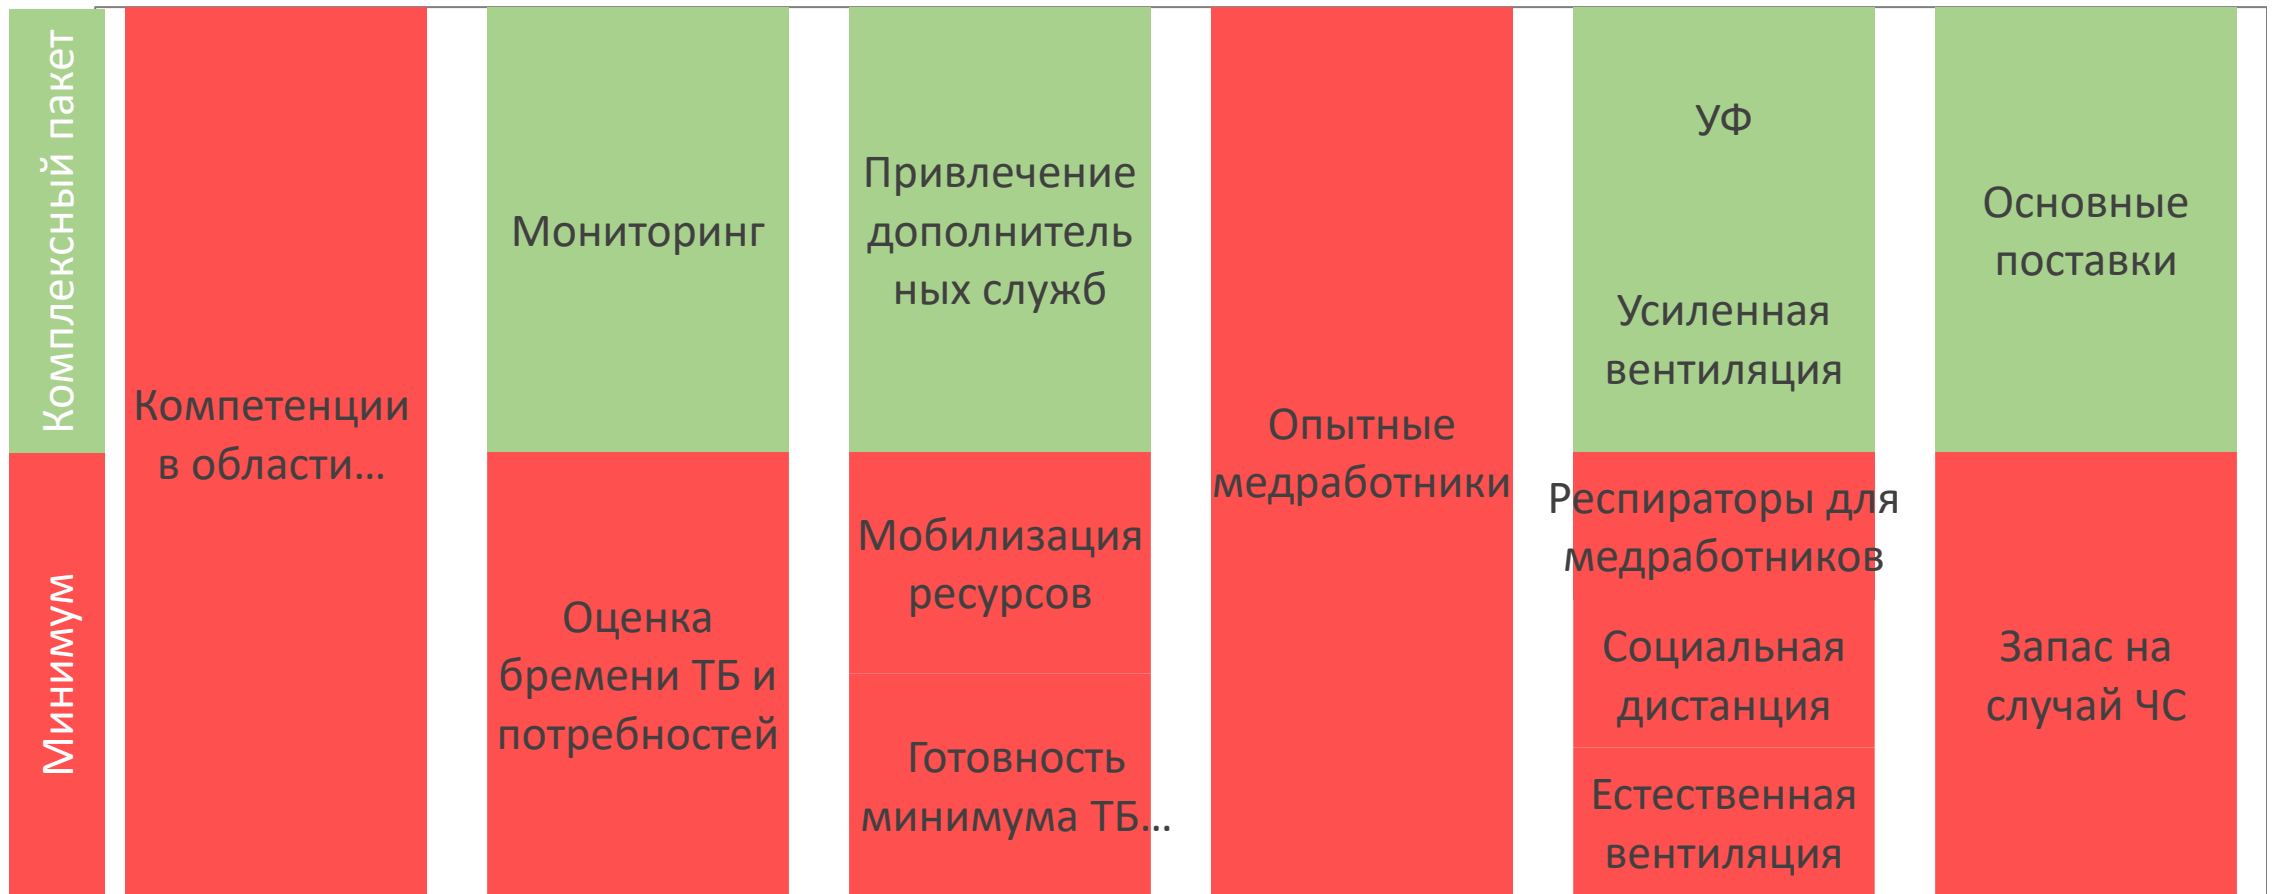 Комплексный пакет
Минимум
Компетенции
в области...
Мониторинг
Оценка
бремени ТБ и
потребностей
Привлечение
дополнитель
ных служб
Мобилизация
ресурсов
Готовность
минимума ТБ...
Опытные
медработники
УФ
Усиленная
вентиляция
Респираторы для
медработников
Социальная
дистанция
Естественная
вентиляция
Основные
поставки
Запас на
случай ЧС